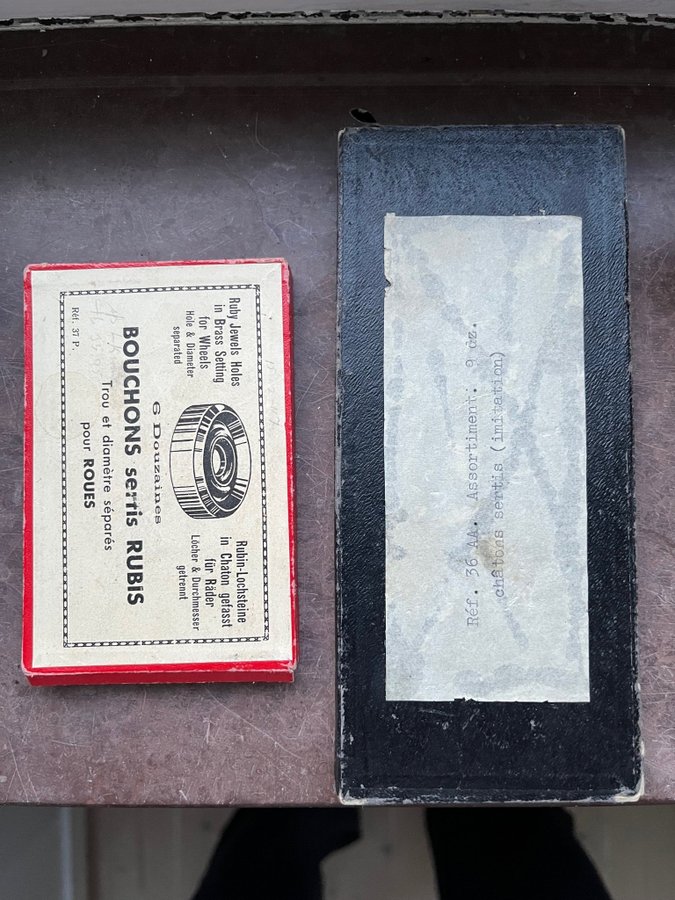 Ruby Jewels Holes
in Brass Setting
for Wheels
Hole & Diameter
separated
Rubin-Lochsteine
in Chaton gefasst
für Räder
Löcher & Durchmesser
getrennt
6 Douzaines
BOUCHONS sertis RUBIS
Trou et diamètre séparés
pour ROUES
Réf. 37 P.
Réf. 36 AA. Assortiment. 9 dz.
châtons sertis (imitation)